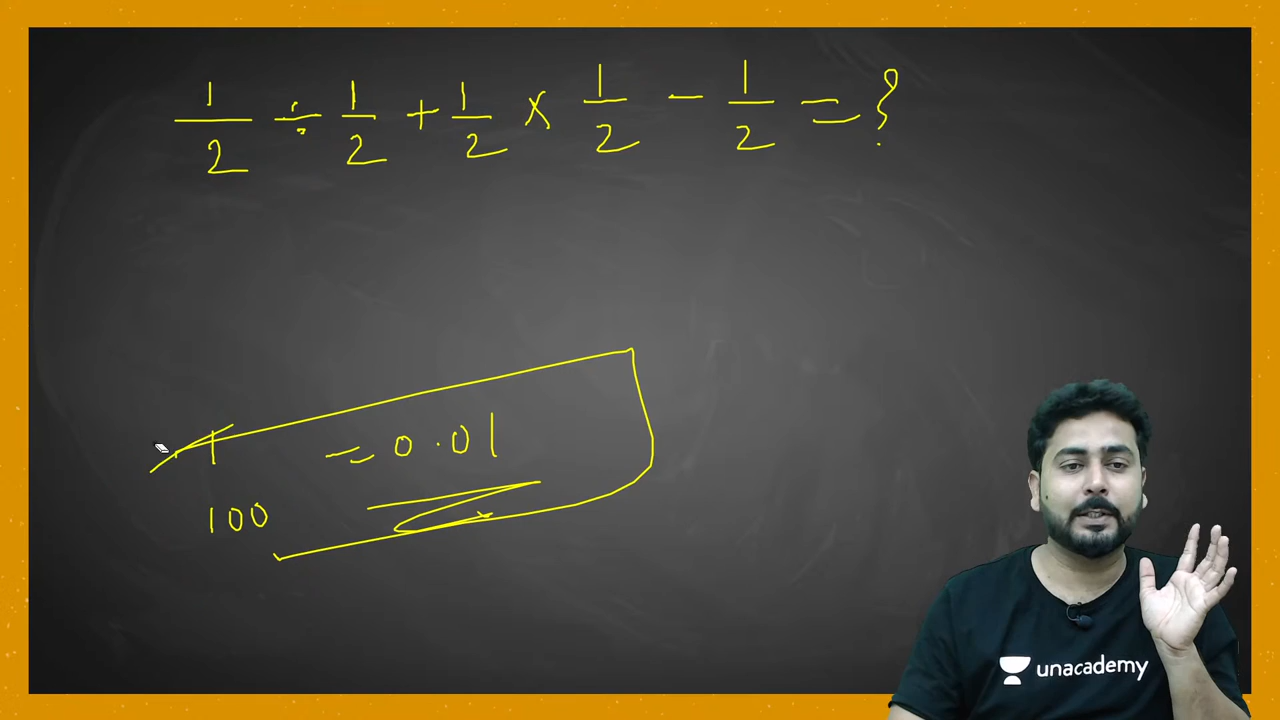 1/2 ÷ 1/2 + 1/2 × 1/2 - 1/2 = ?
1/100 = 0.01
unacademy